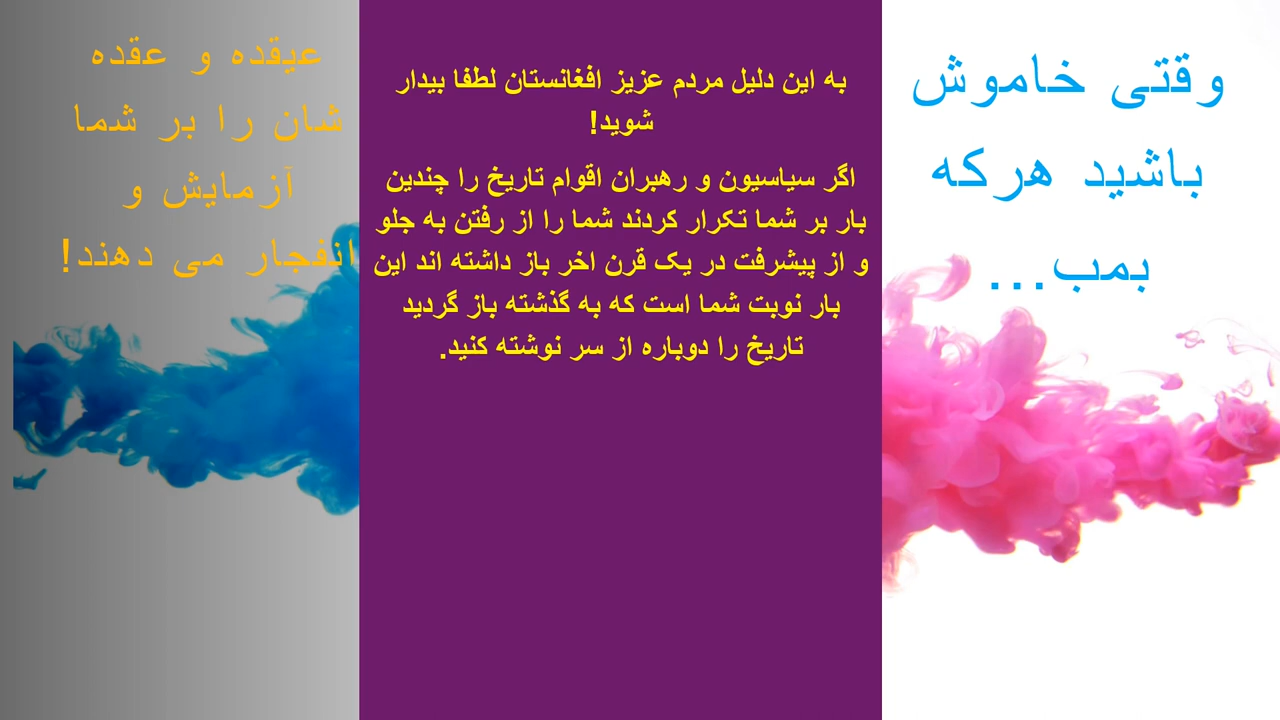 وقتی خاموش
باشید هرکه
بمب...
به این دلیل مردم عزیز افغانستان لطفا بیدار
شوید!
اگر سیاسیون و رهبران اقوام تاریخ را چندین
بار بر شما تکرار کردند شما را از رفتن به جلو
و از پیشرفت در یک قرن اخر باز داشته اند این
بار نوبت شما است که به گذشته باز گردید
تاریخ را دوباره از سر نوشته کنید.
عیقده و عقده
شان را بر شما
آزمایش و
انفجار می دهند!